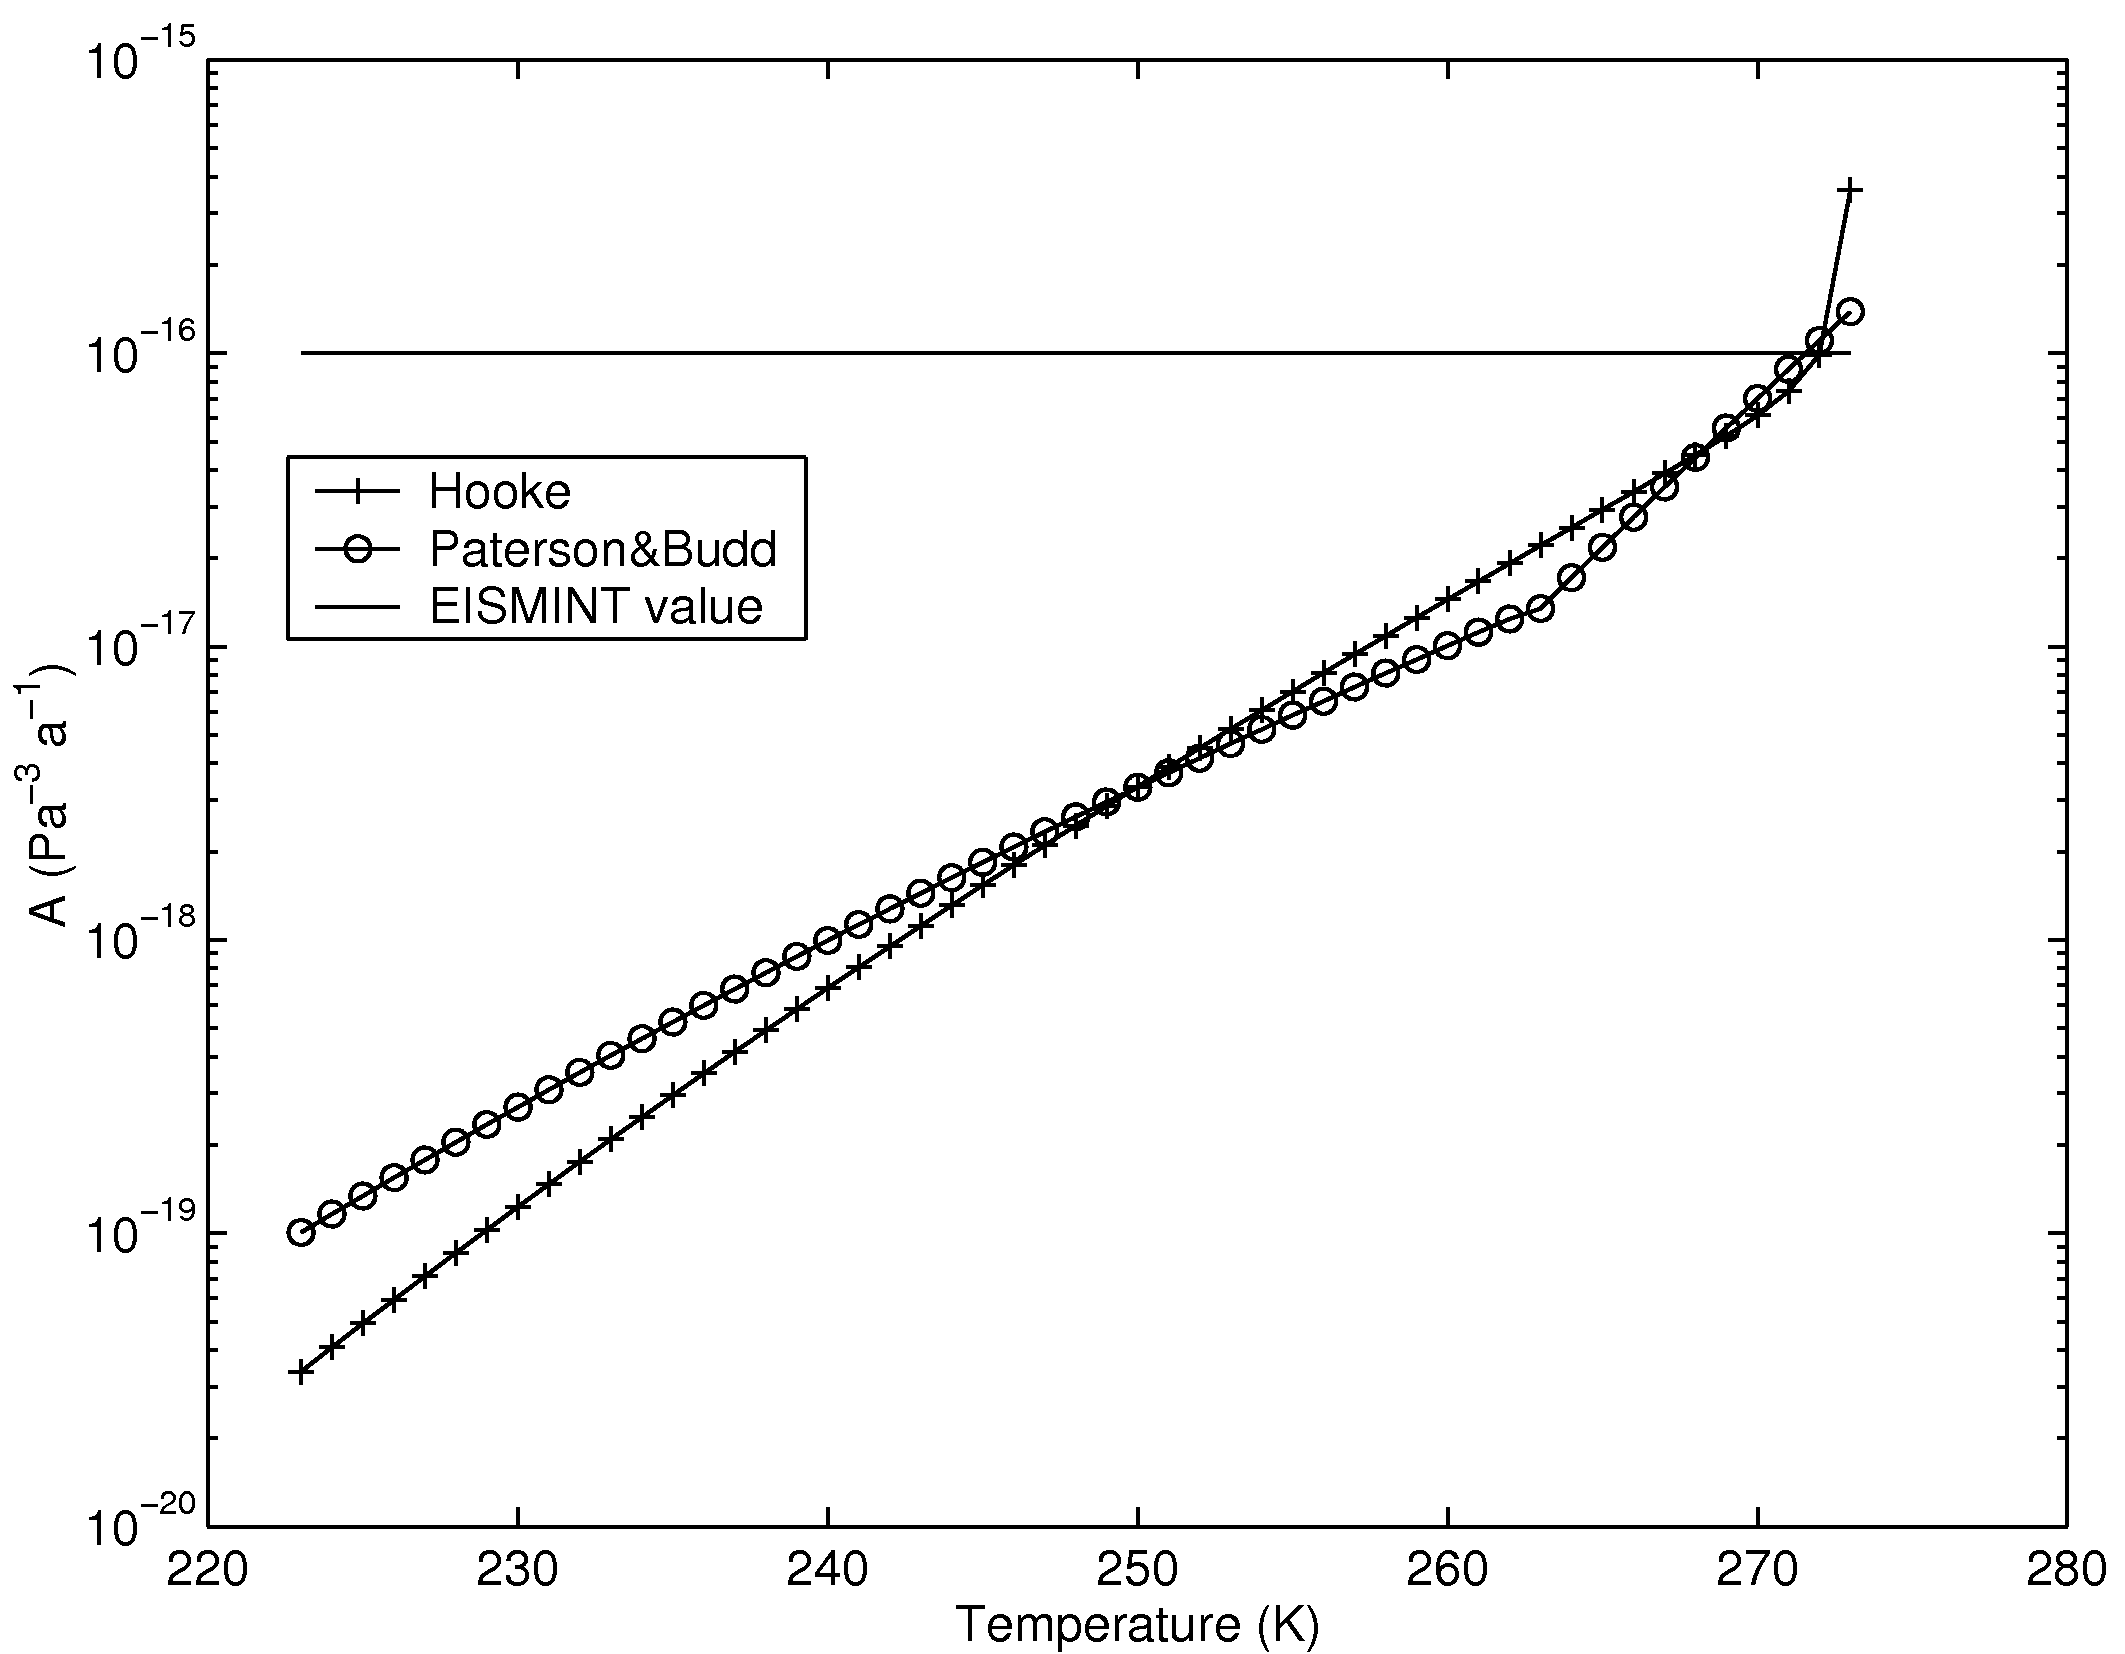 10⁻¹⁵
10⁻¹⁶
10⁻¹⁷
10⁻¹⁸
10⁻¹⁹
10⁻²⁰
A (Pa⁻³ a⁻¹)
Hooke
Paterson&Budd
EISMINT value
220 230 240 250 260 270 280
Temperature (K)